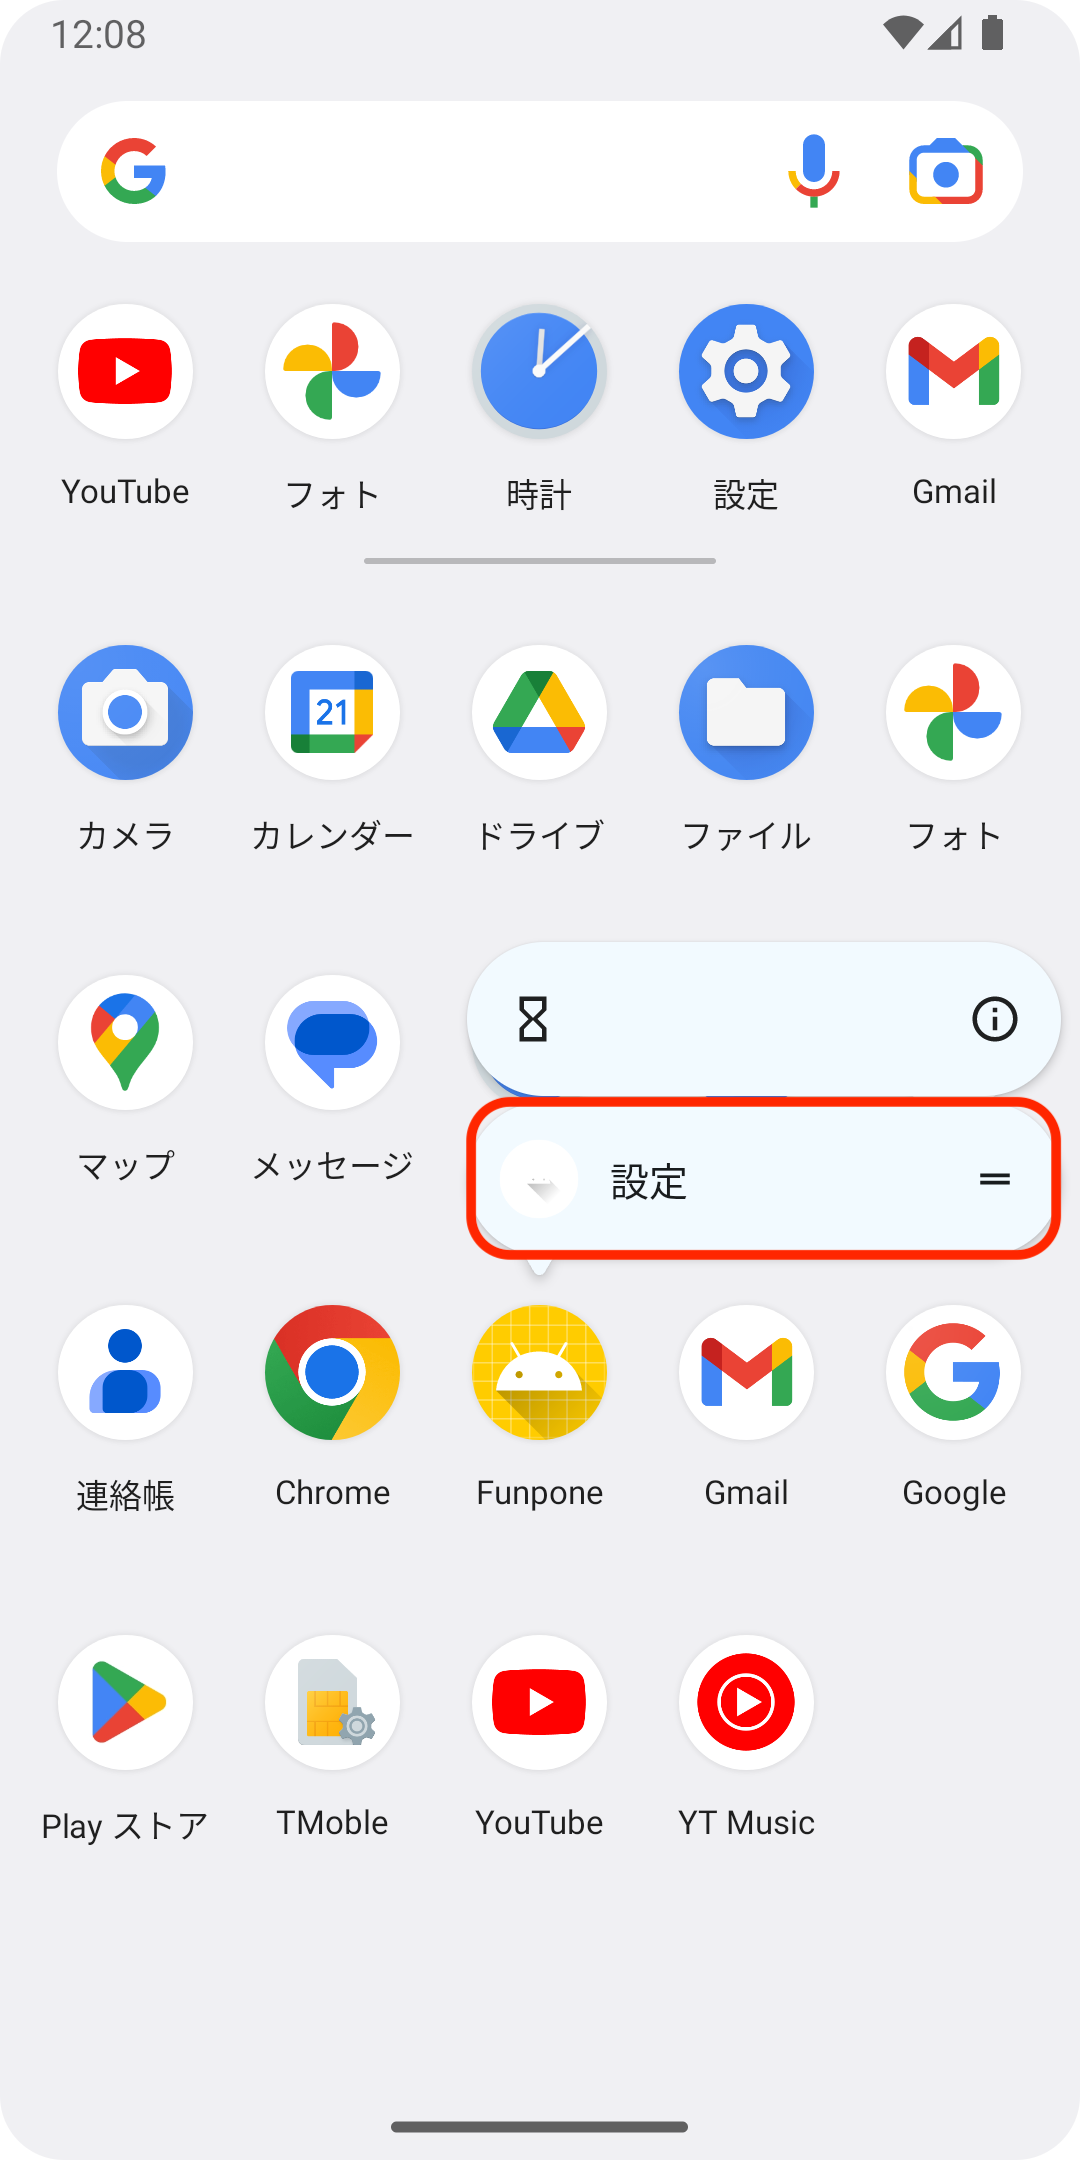 12:08
YouTube
フォト
時計
設定
Gmail
21
カメラ
カレンダー
ドライブ
ファイル
フォト
マップ
メッセージ
設定
連絡帳
Chrome
Funpone
Gmail
Google
Play ストア
TMoble
YouTube
YT Music